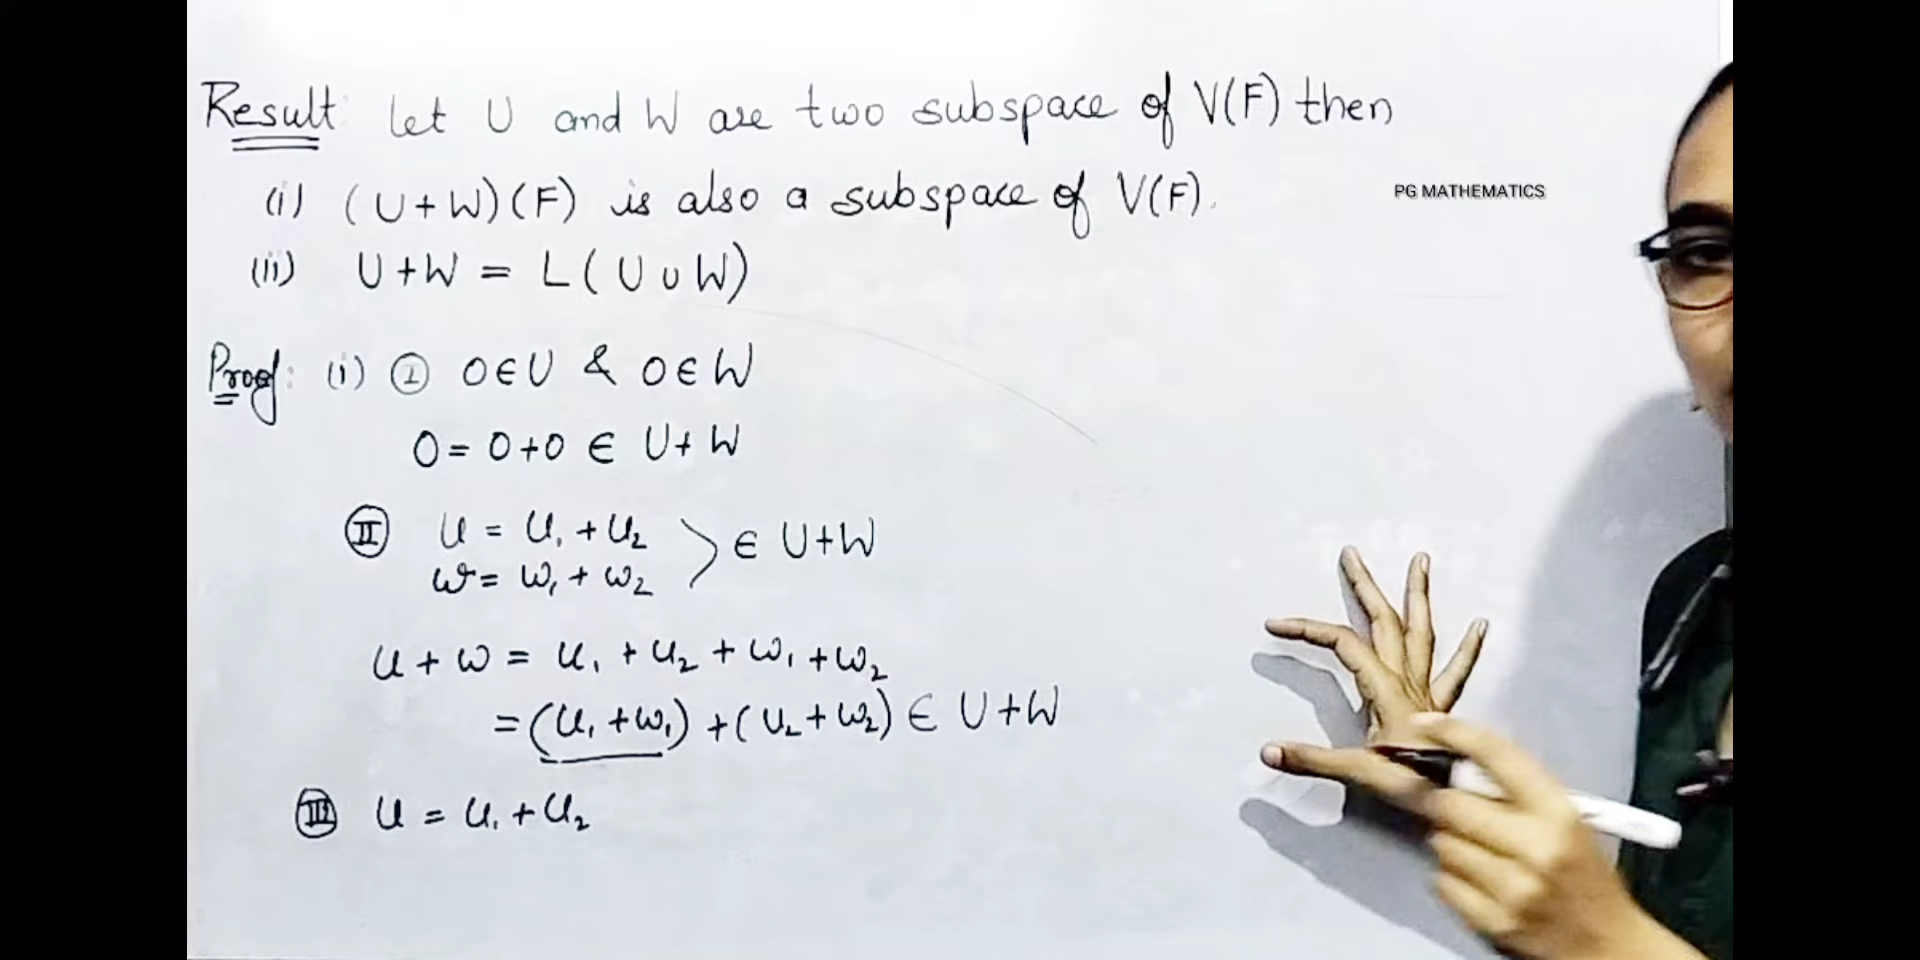 Result: Let U and W are two subspace of V(F) then
(i) (U+W)(F) is also a subspace of V(F).
PG MATHEMATICS
(ii) U+W = L(U∪W)
Proof: (i) Ⓘ 0∈U & 0∈W
0 = 0+0 ∈ U+W
Ⓘⓘ u = u₁ + u₂ > ∈ U+W
w = w₁ + w₂
u + w = u₁ + u₂ + w₁ + w₂
= (u₁ + w₁) + (u₂ + w₂) ∈ U+W
III u = u₁ + u₂